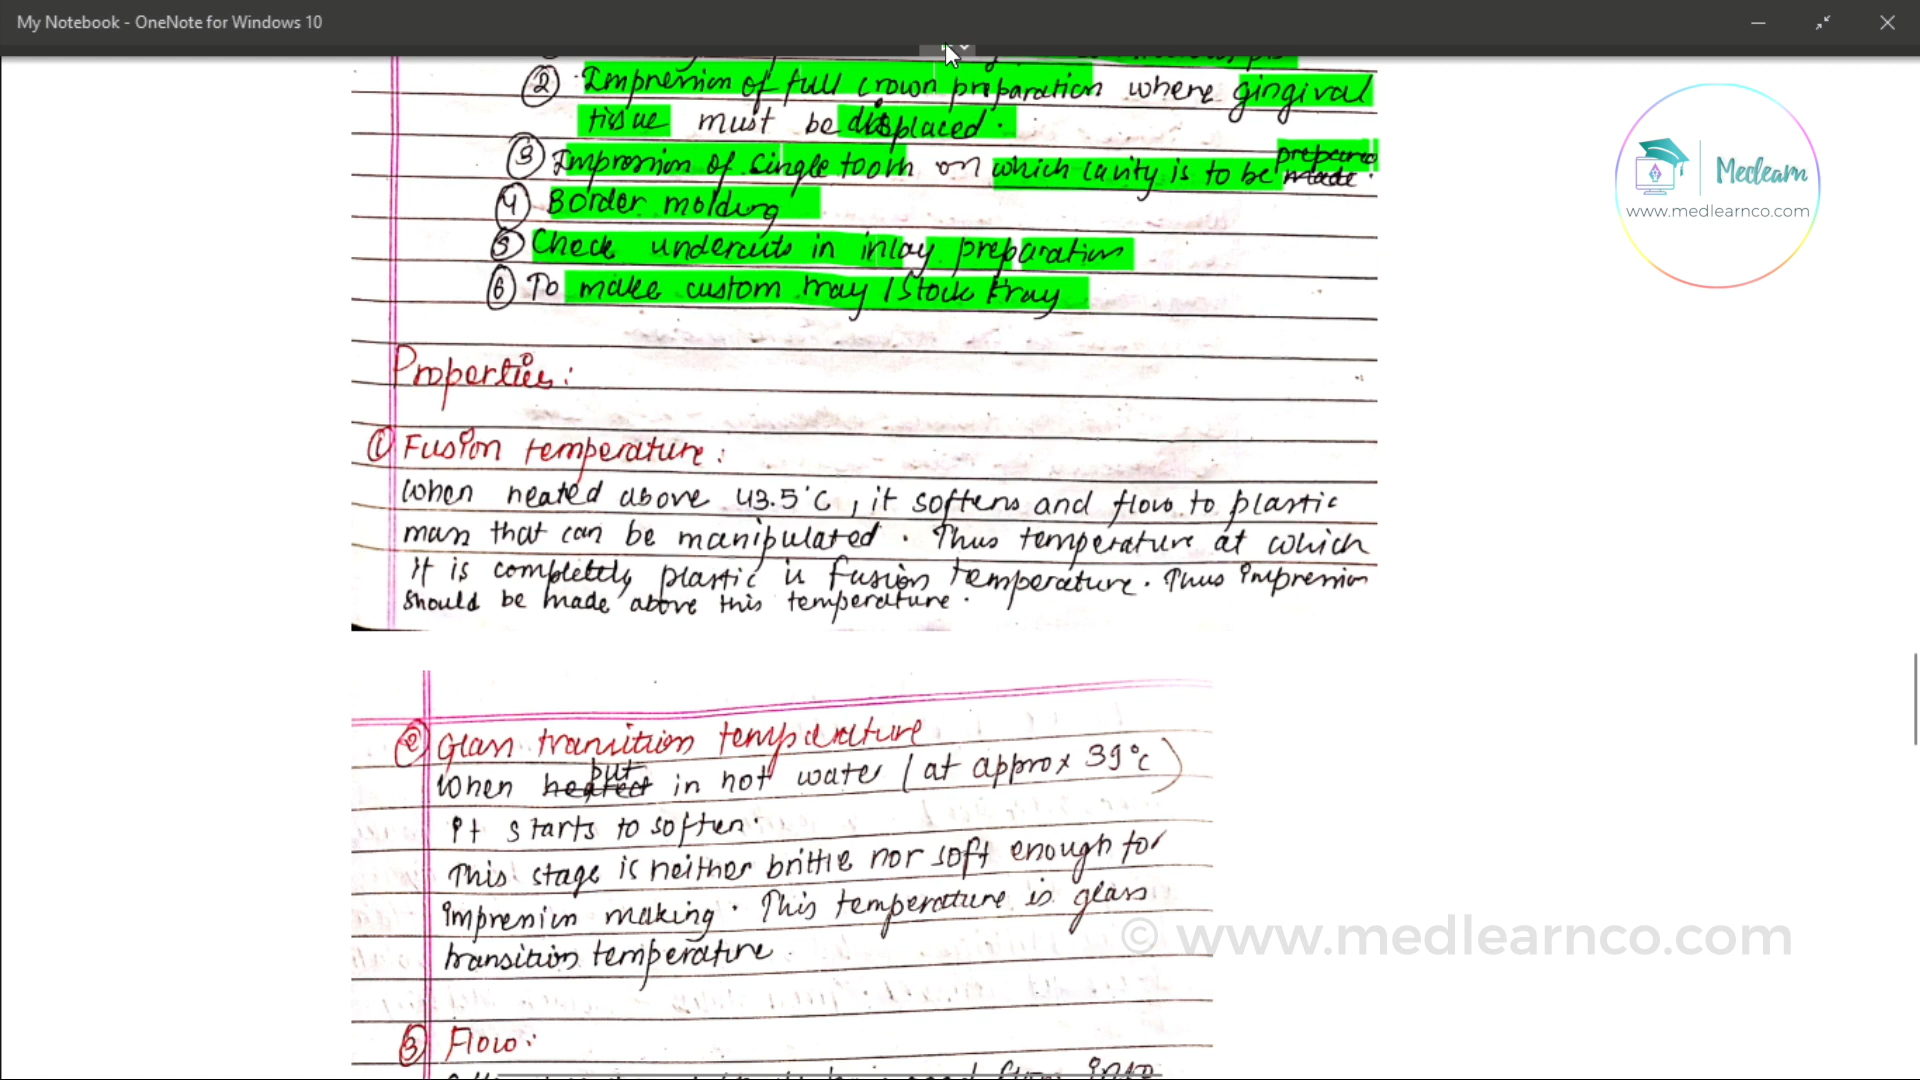 My Notebook - OneNote for Windows 10
② Impression of full crown preparation where gingival
tissue must be displaced.
③ Impression of single tooth on which cavity is to be made prepared.
④ Border molding
⑤ Check undercuts in inlay preparation
⑥ To make custom tray / Stock tray
Properties:
① Fusion temperature:
When heated above 43.5°C, it softens and flow to plastic
mass that can be manipulated. Thus temperature at which
it is completely plastic is fusion temperature. Thus impression
should be made above this temperature.
② Glass transition temperature
When heated put in hot water (at approx 39°c)
it starts to soften.
This stage is neither brittle nor soft enough for
impression making. This temperature is glass
transition temperature.
③ Flow:
Medlearn
www.medlearnco.com
© www.medlearnco.com